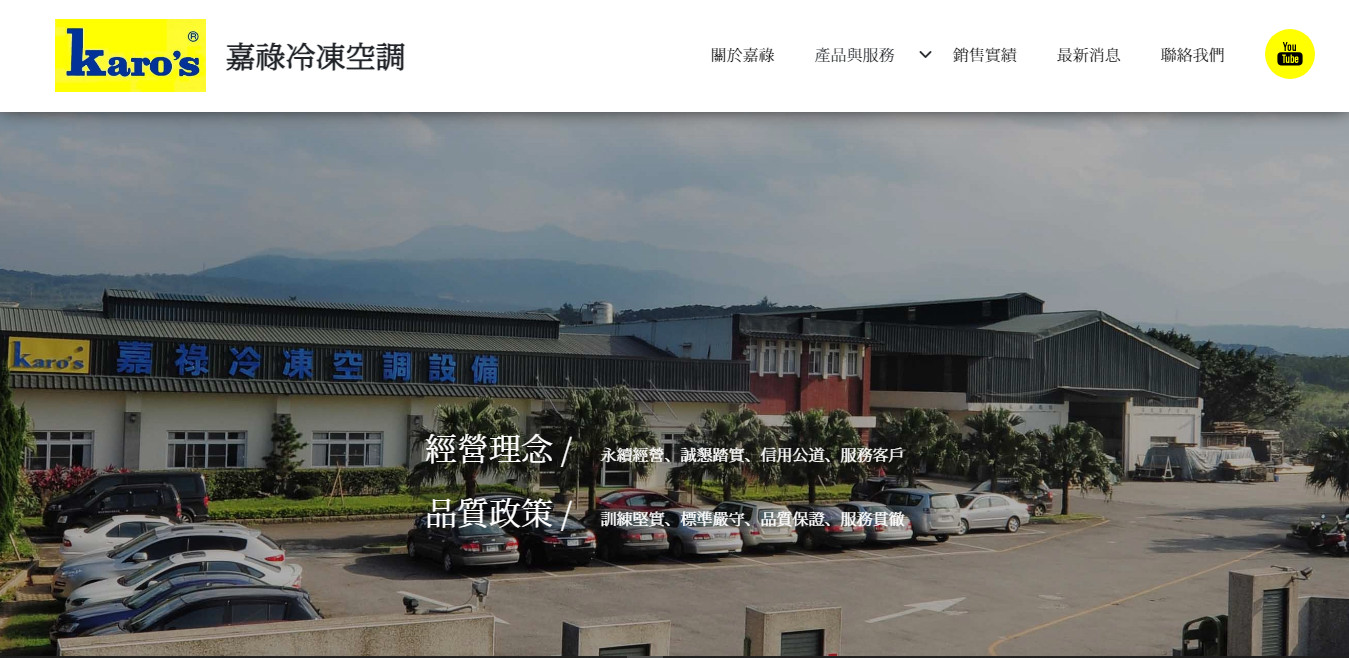 karo's ®
嘉祿冷凍空調
關於嘉祿 產品與服務 銷售實績 最新消息 聯絡我們
You Tube
karo's 嘉祿冷凍空調設備
經營理念 / 永續經營、誠懇踏實、信用公道、服務客戶
品質政策 / 訓練堅實、標準嚴守、品質保證、服務貫徹